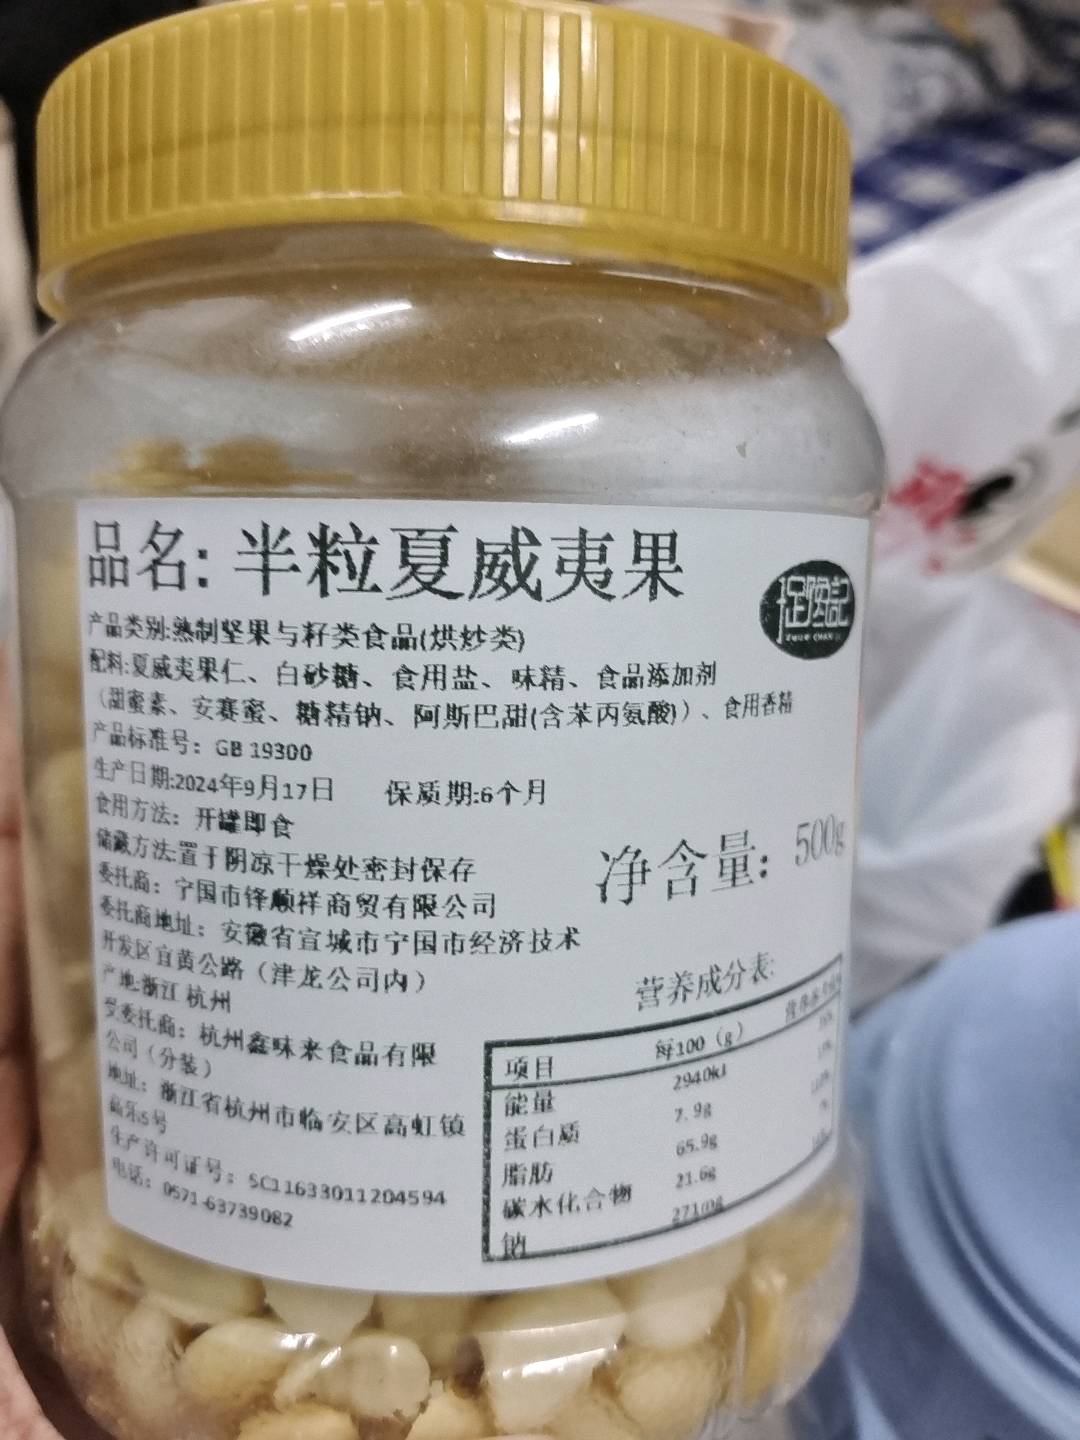 品名: 半粒夏威夷果
产品类别:熟制坚果与籽类食品(烘炒类)
配料:夏威夷果仁、白砂糖、食用盐、味精、食品添加剂
（甜蜜素、安赛蜜、糖精钠、阿斯巴甜(含苯丙氨酸)）、食用香精
产品标准号：GB 19300
生产日期:2024年9月17日 保质期:6个月
食用方法：开罐即食
储藏方法:置于阴凉干燥处密封保存
净含量: 500g
委托商：宁国市锋顺祥商贸有限公司
委托商地址：安徽省宣城市宁国市经济技术
开发区宜黄公路（津龙公司内）
产地:浙江 杭州
受委托商：杭州鑫味来食品有限
公司（分装）
地址：浙江省杭州市临安区高虹镇
高乐5号
生产许可证号：SC11633011204594
电话：0571-63739082
营养成分表:
项目 每100（g）
能量 2940kJ
蛋白质 7.9g
脂肪 65.9g
碳水化合物 21.6g
钠 271mg